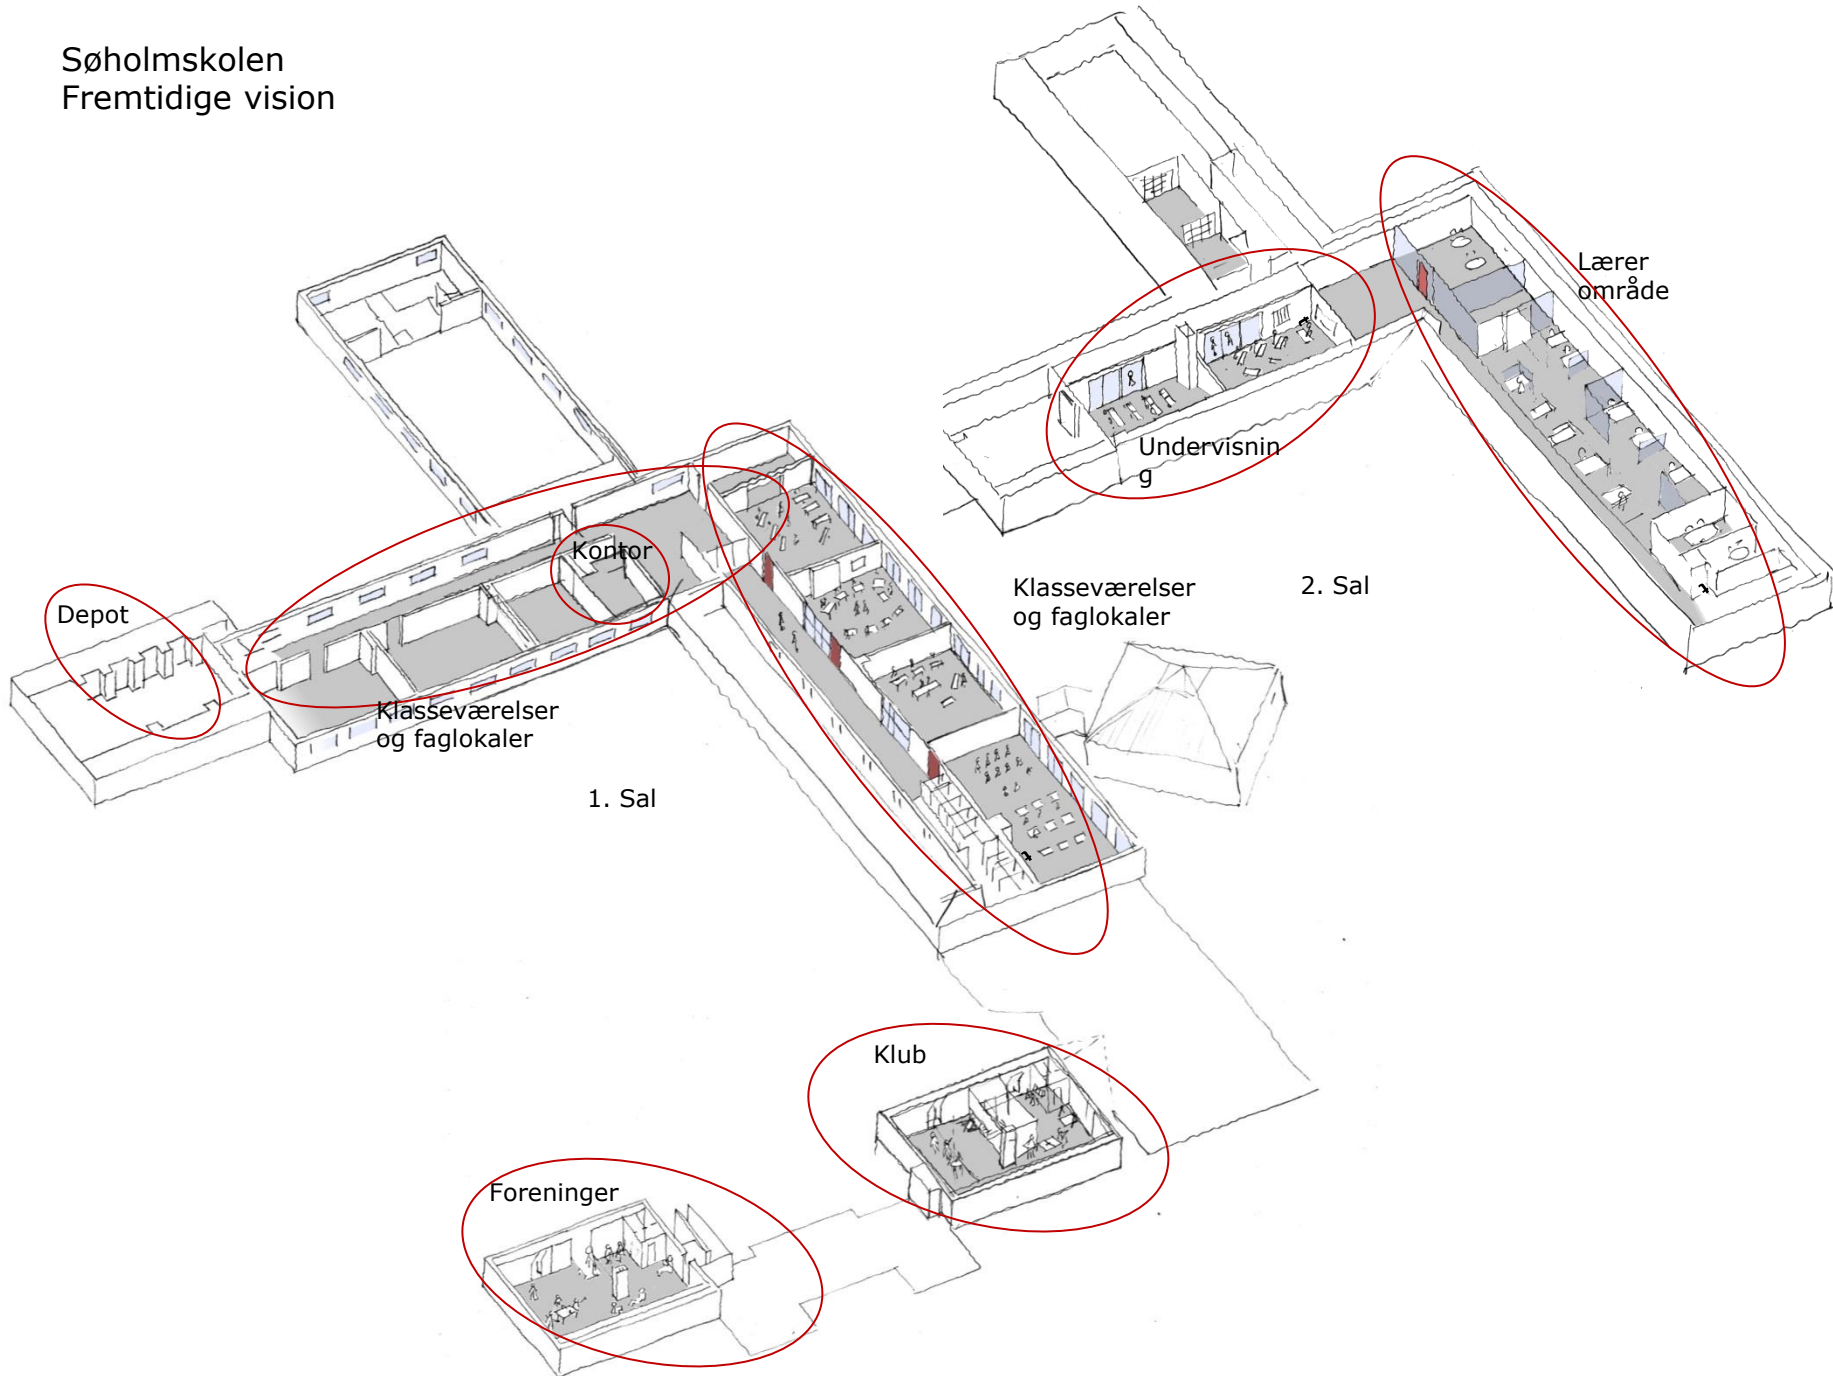 Søholmskolen
Fremtidige vision
Lærer
område
Undervisnin
g
Kontor
Klasseværelser
og faglokaler
2. Sal
Depot
Klasseværelser
og faglokaler
1. Sal
Klub
Foreninger